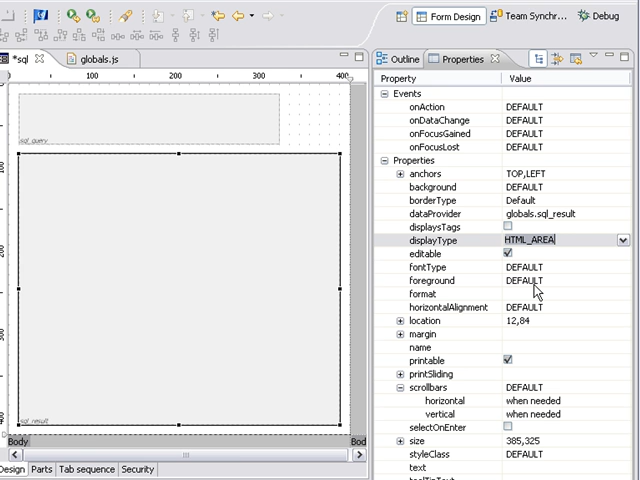 Form Design
Team Synchr...
Debug
*sql
globals.js
Outline
Properties
0 100 200 300 400
Property Value
Events
onAction DEFAULT
onDataChange DEFAULT
onFocusGained DEFAULT
onFocusLost DEFAULT
Properties
anchors TOP,LEFT
background DEFAULT
borderType Default
dataProvider globals.sql_result
displaysTags
displayType HTML_AREA
editable
fontType DEFAULT
foreground DEFAULT
format
horizontalAlignment DEFAULT
location 12,84
margin
name
printable
printSliding
scrollbars DEFAULT
horizontal when needed
vertical when needed
selectOnEnter
size 385,325
styleClass DEFAULT
text
sql_query
100
200
300
400
sql_result
Body
Bod
Design Parts Tab sequence Security